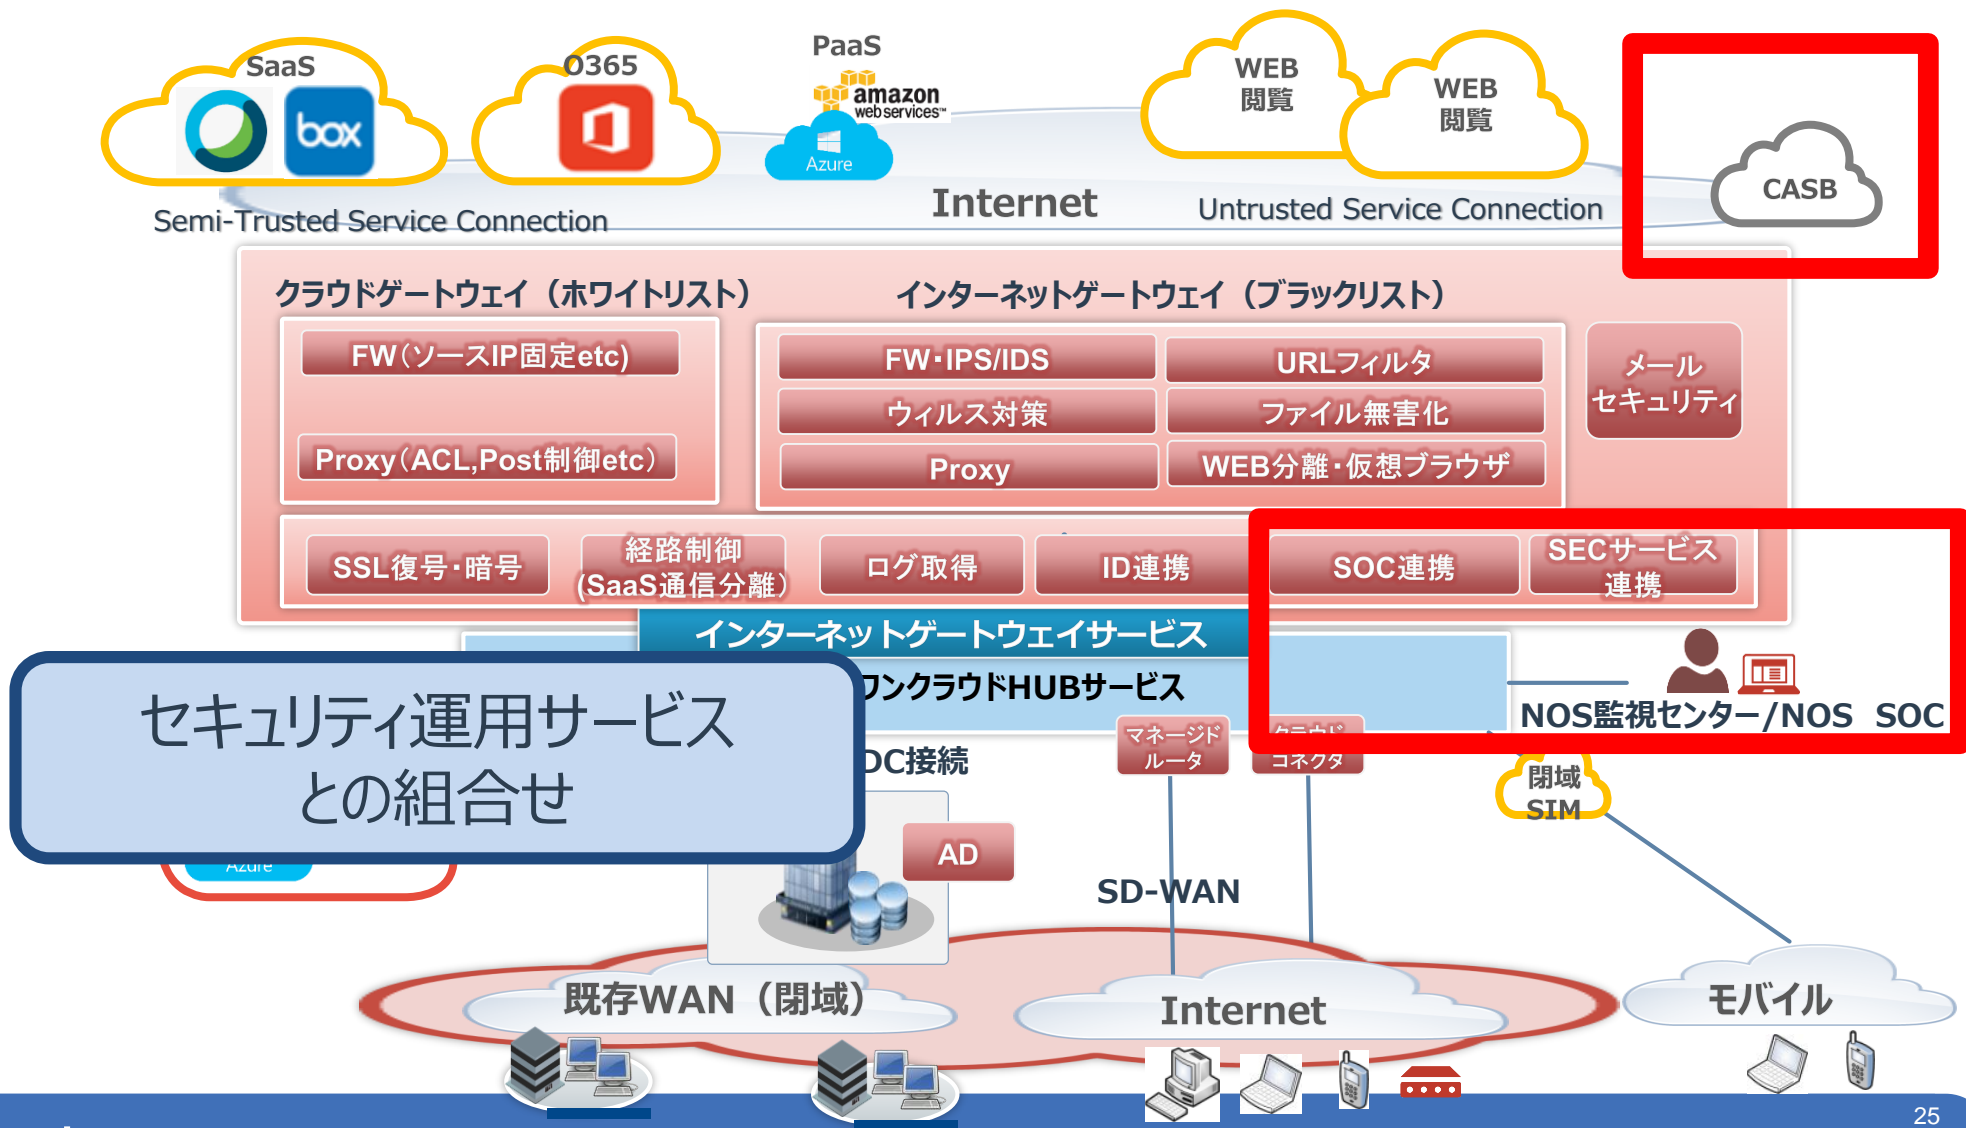 SaaS
box
O365
PaaS
amazon
webservices™
Azure
WEB
閲覧
WEB
閲覧
CASB
Internet
Semi-Trusted Service Connection
Untrusted Service Connection
クラウドゲートウェイ（ホワイトリスト）
インターネットゲートウェイ（ブラックリスト）
FW（ソースIP固定etc)
Proxy（ACL,Post制御etc）
FW・IPS/IDS
URLフィルタ
ウィルス対策
ファイル無害化
Proxy
WEB分離・仮想ブラウザ
メール
セキュリティ
SSL復号・暗号
経路制御
(SaaS通信分離）
ログ取得
ID連携
SOC連携
SECサービス
連携
インターネットゲートウェイサービス
ワンクラウドHUBサービス
セキュリティ運用サービス
との組合せ
NOS監視センター/NOS SOC
マネージド
ルータ
クラウド
コネクタ
DC接続
閉域
SIM
AD
Azure
SD-WAN
既存WAN（閉域）
Internet
モバイル
25